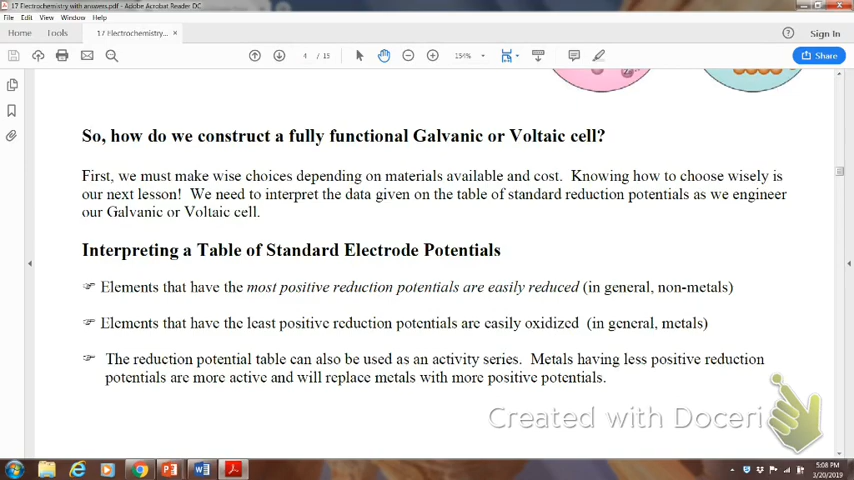 17 Electrochemistry with answers.pdf - Adobe Acrobat Reader DC
File Edit View Window Help
Home Tools 17 Electrochemistry... × Sign In
4 / 15 154% Share
So, how do we construct a fully functional Galvanic or Voltaic cell?
First, we must make wise choices depending on materials available and cost. Knowing how to choose wisely is
our next lesson! We need to interpret the data given on the table of standard reduction potentials as we engineer
our Galvanic or Voltaic cell.
Interpreting a Table of Standard Electrode Potentials
Elements that have the most positive reduction potentials are easily reduced (in general, non-metals)
Elements that have the least positive reduction potentials are easily oxidized (in general, metals)
The reduction potential table can also be used as an activity series. Metals having less positive reduction
potentials are more active and will replace metals with more positive potentials.
Created with Doceri
5:08 PM
3/20/2019